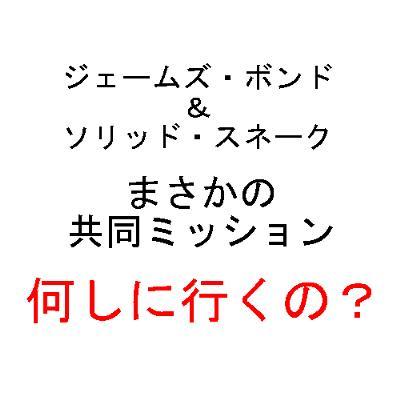 ジェームズ・ボンド
&
ソリッド・スネーク
まさかの
共同ミッション
何しに行くの？